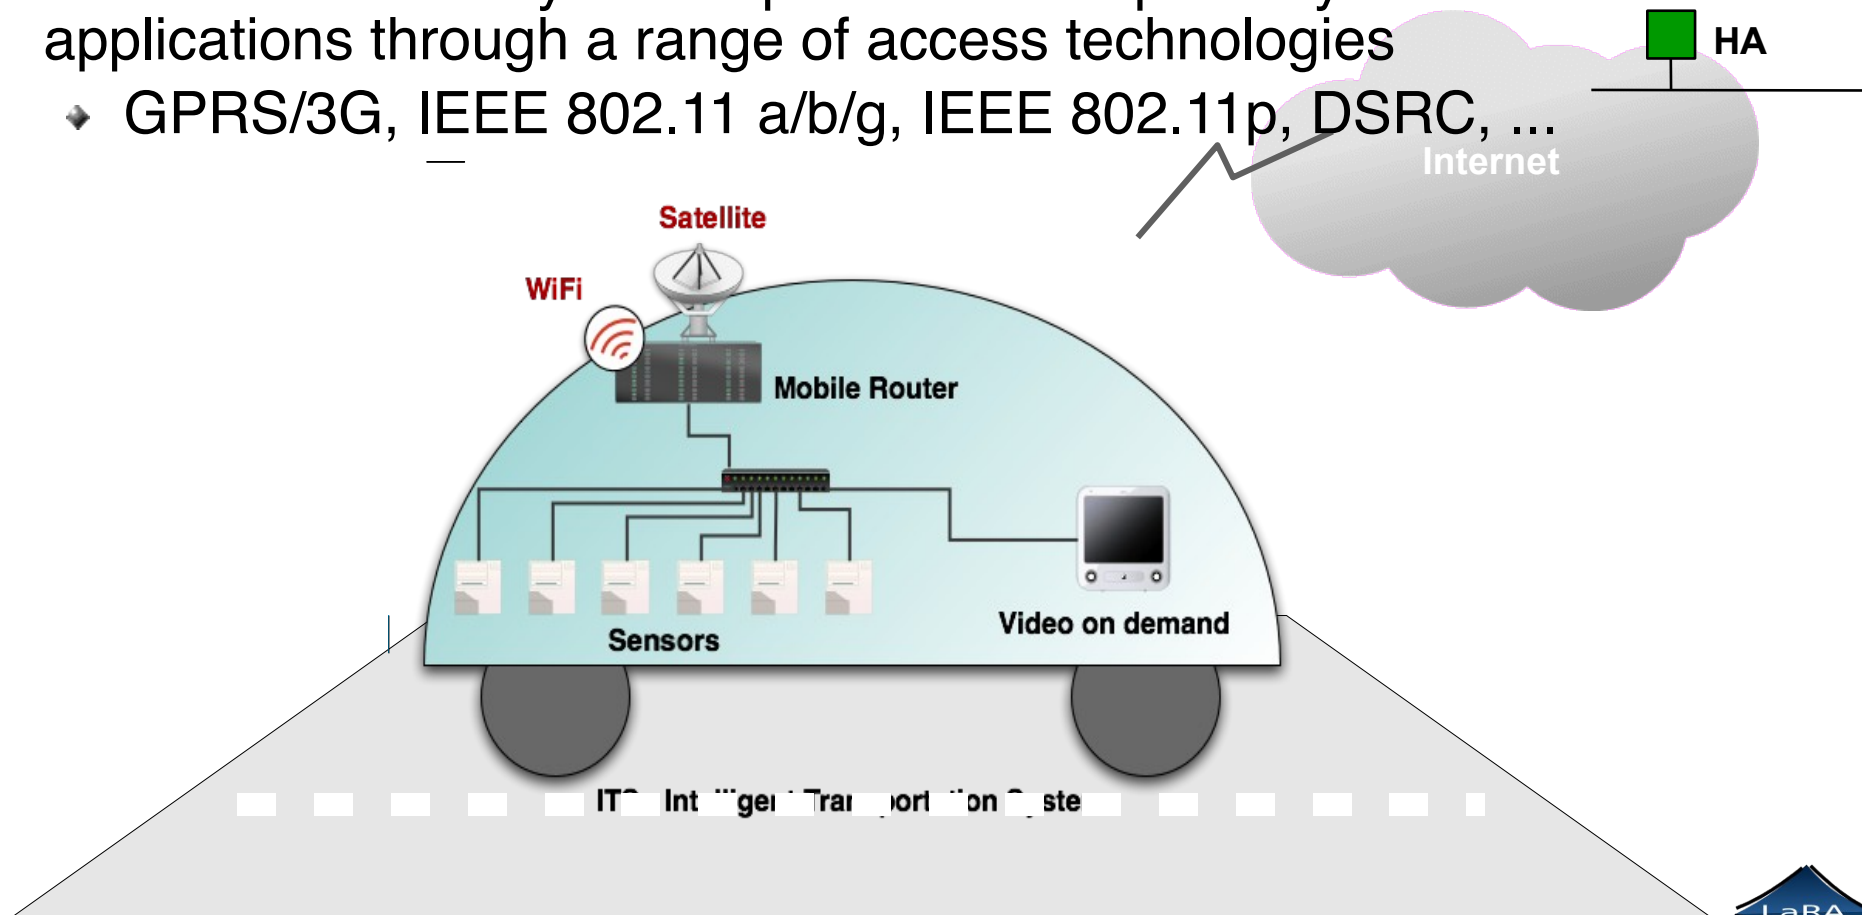 applications through a range of access technologies
GPRS/3G, IEEE 802.11 a/b/g, IEEE 802.11p, DSRC, ...
HA
Internet
Satellite
WiFi
Mobile Router
Sensors
Video on demand
LaRA